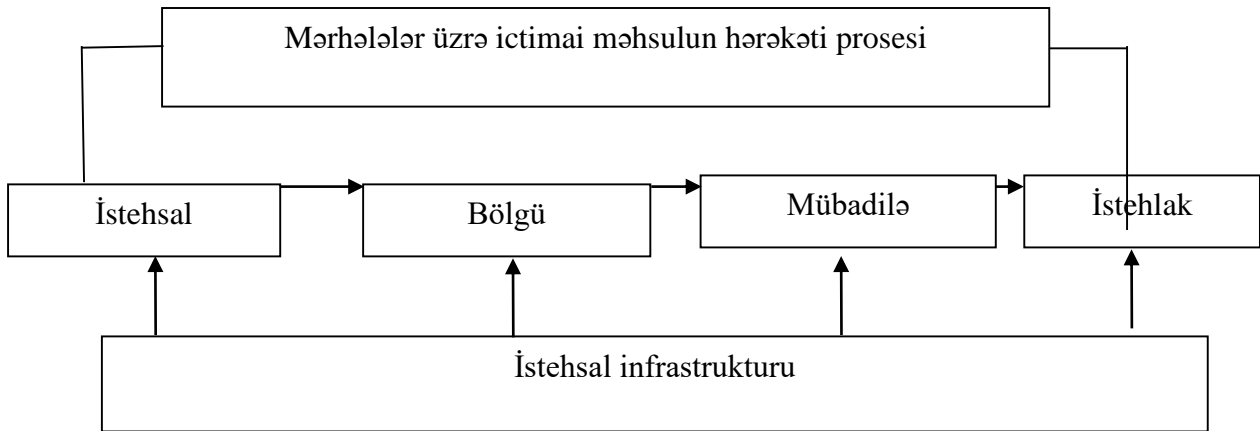 Mərhələlər üzrə ictimai məhsulun hərəkəti prosesi
İstehsal
Bölgü
Mübadilə
İstehlak
İstehsal infrastrukturu